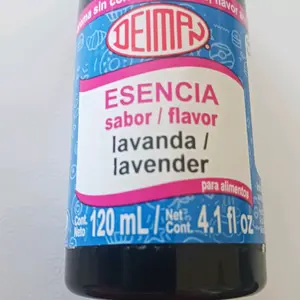 DEIMAN
ESENCIA
sabor / flavor
lavanda /
lavender
para alimentos
Cont. Neto 120 mL / Net Cont. 4.1 fl oz